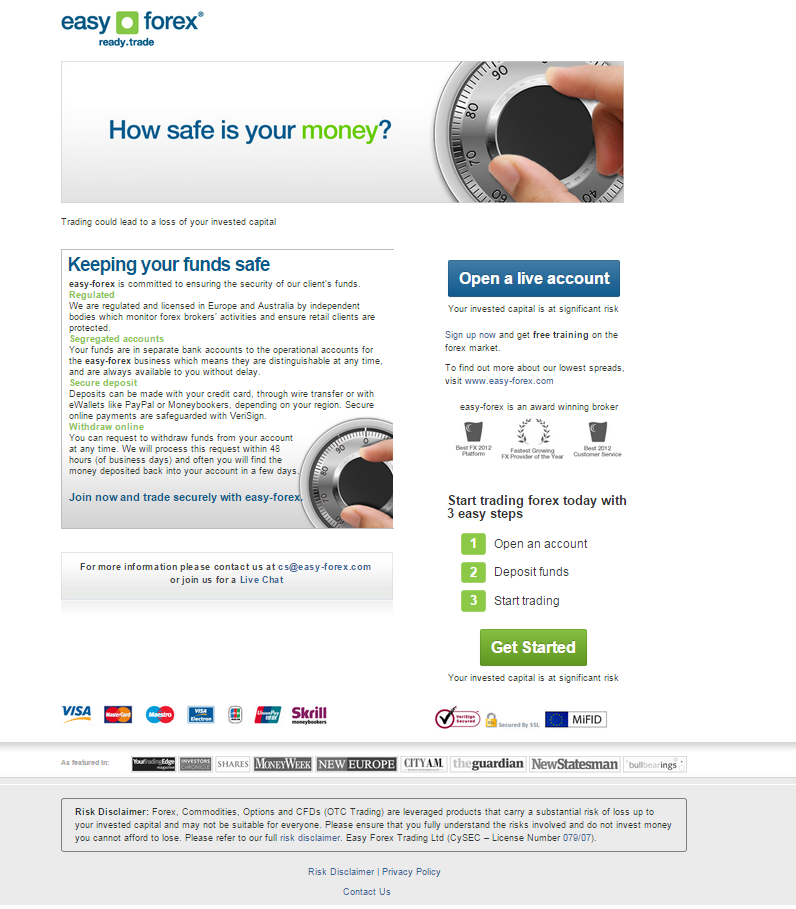 easy forex®
ready.trade
How safe is your money?
Trading could lead to a loss of your invested capital
Keeping your funds safe
easy-forex is committed to ensuring the security of our client's funds.
Regulated
We are regulated and licensed in Europe and Australia by independent
bodies which monitor forex brokers' activities and ensure retail clients are
protected.
Segregated accounts
Your funds are in separate bank accounts to the operational accounts for
the easy-forex business which means they are distinguishable at any time,
and are always available to you without delay.
Secure deposit
Deposits can be made with your credit card, through wire transfer or with
eWallets like PayPal or Moneybookers, depending on your region. Secure
online payments are safeguarded with VeriSign.
Withdraw online
You can request to withdraw funds from your account
at any time. We will process this request within 48
hours (of business days) and often you will find the
money deposited back into your account in a few days.
Join now and trade securely with easy-forex.
For more information please contact us at cs@easy-forex.com
or join us for a Live Chat
Open a live account
Your invested capital is at significant risk
Sign up now and get free training on the
forex market.
To find out more about our lowest spreads,
visit www.easy-forex.com
easy-forex is an award winning broker
Best FX 2012
Platform
Fastest Growing
FX Provider of the Year
Best 2012
Customer Service
Start trading forex today with
3 easy steps
1 Open an account
2 Deposit funds
3 Start trading
Get Started
Your invested capital is at significant risk
VISA MasterCard Maestro VISA Electron JCB UnionPay Skrill moneybookers
VeriSign Secured Secured By SSL MiFID
As featured in: YourTradingEdge magazine INVESTORS CHRONICLE SHARES MONEYWEEK NEW EUROPE CITY A.M. theguardian NewStatesman bullbearings
Risk Disclaimer: Forex, Commodities, Options and CFDs (OTC Trading) are leveraged products that carry a substantial risk of loss up to
your invested capital and may not be suitable for everyone. Please ensure that you fully understand the risks involved and do not invest money
you cannot afford to lose. Please refer to our full risk disclaimer. Easy Forex Trading Ltd (CySEC – License Number 079/07).
Risk Disclaimer | Privacy Policy
Contact Us